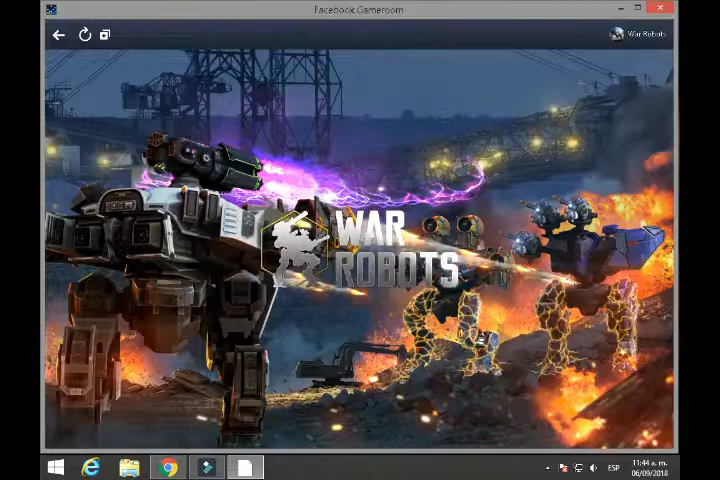 Facebook Gameroom
War Robots
WAR
ROBOTS
ESP
11:44 a. m.
06/09/2018